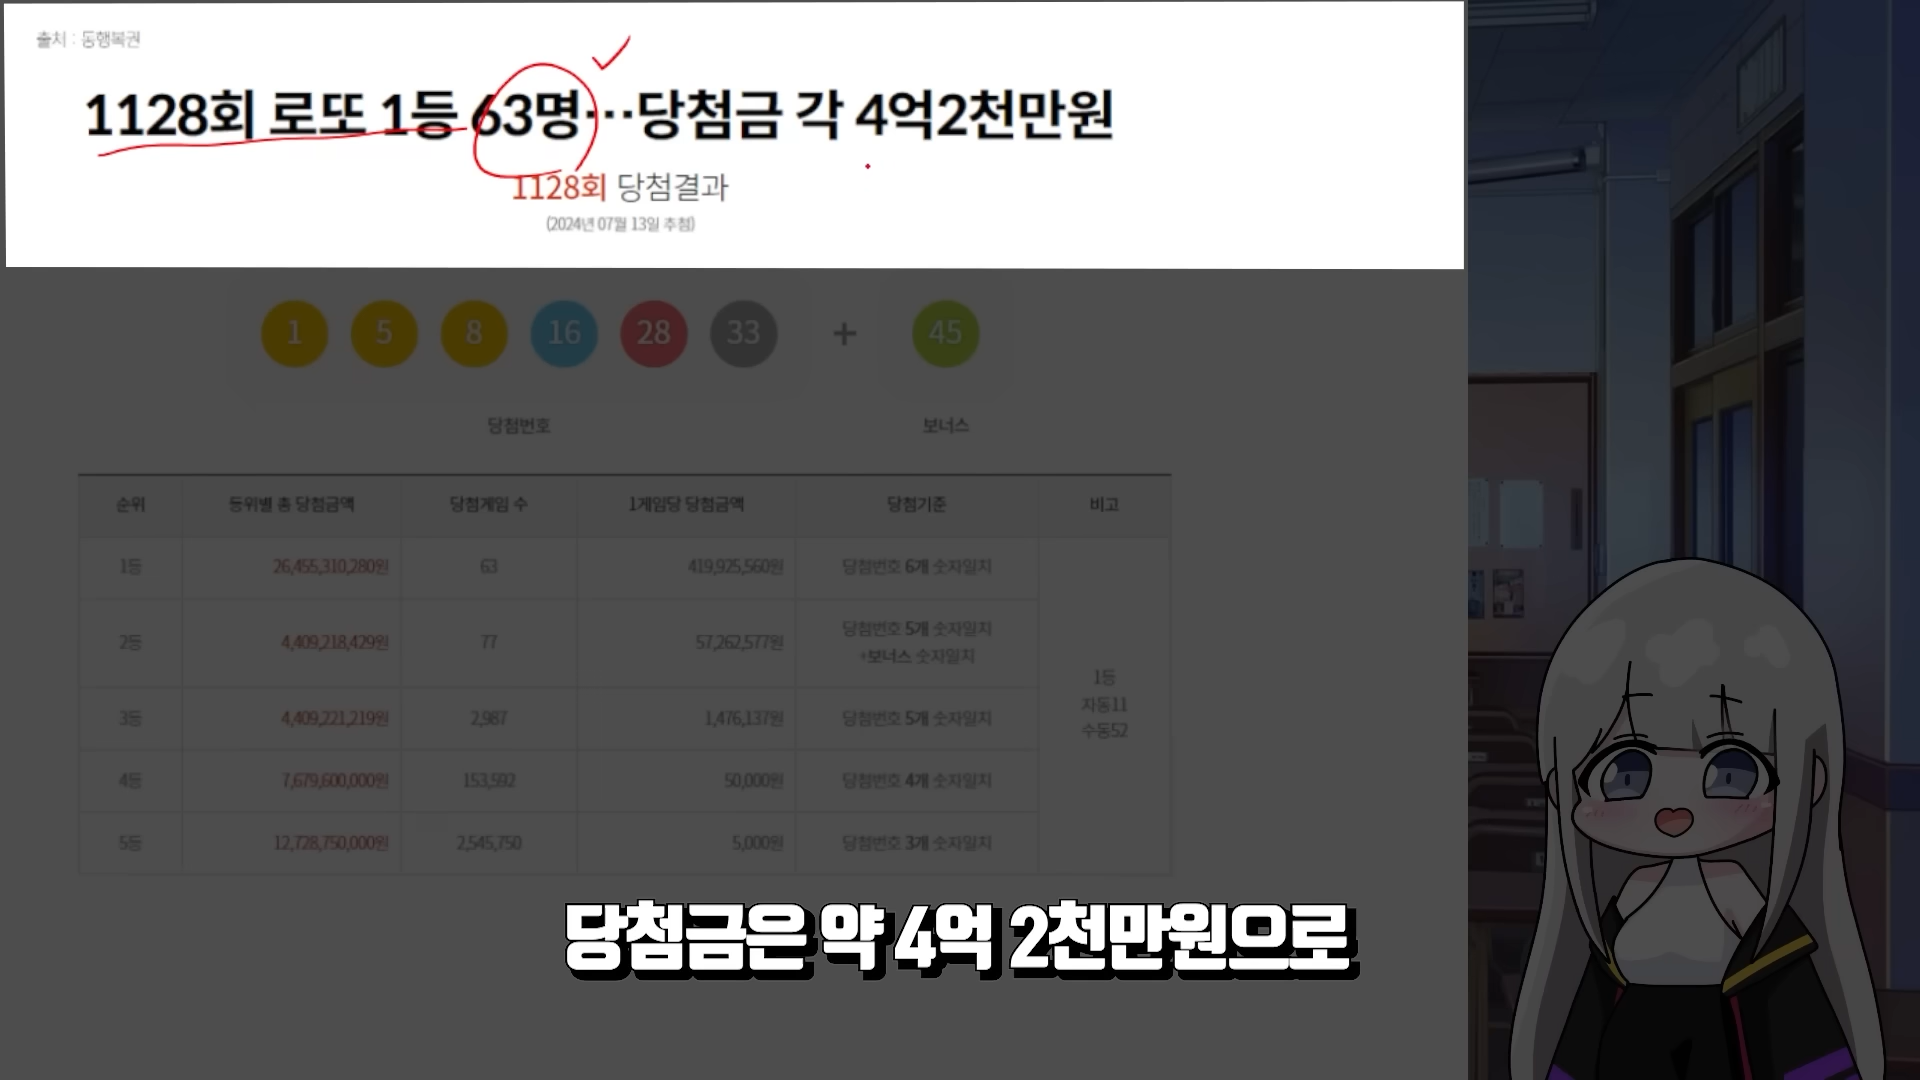 출처 : 동행복권
1128회 로또 1등 63명…당첨금 각 4억2천만원
1128회 당첨결과
(2024년 07월 13일 추첨)
1 5 8 16 28 33 + 45
당첨번호 보너스
순위 등위별 총 당첨금액 당첨게임 수 1게임당 당첨금액 당첨기준 비고
1등 26,455,310,280원 63 419,925,560원 당첨번호 6개 숫자일치
2등 4,409,218,429원 77 57,262,577원 당첨번호 5개 숫자일치
+보너스 숫자일치
1등
자동11
수동52
3등 4,409,221,219원 2,987 1,476,137원 당첨번호 5개 숫자일치
4등 7,679,600,000원 153,592 50,000원 당첨번호 4개 숫자일치
5등 12,728,750,000원 2,545,750 5,000원 당첨번호 3개 숫자일치
당첨금은 약 4억 2천만원으로